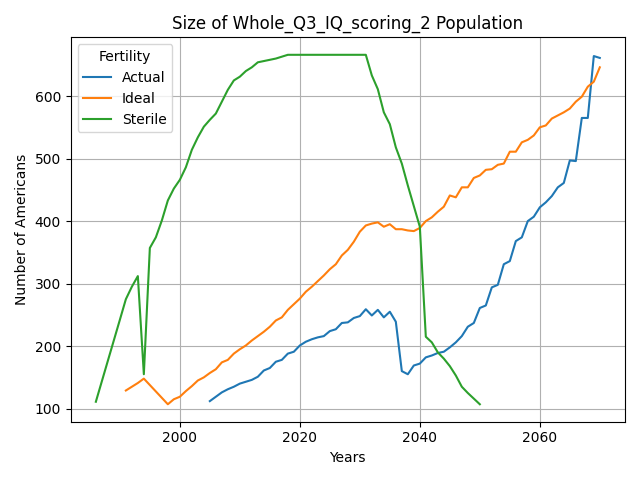 Size of Whole_Q3_IQ_scoring_2 Population
Fertility
Actual
Ideal
Sterile
Number of Americans
600
500
400
300
200
100
2000
2020
2040
2060
Years